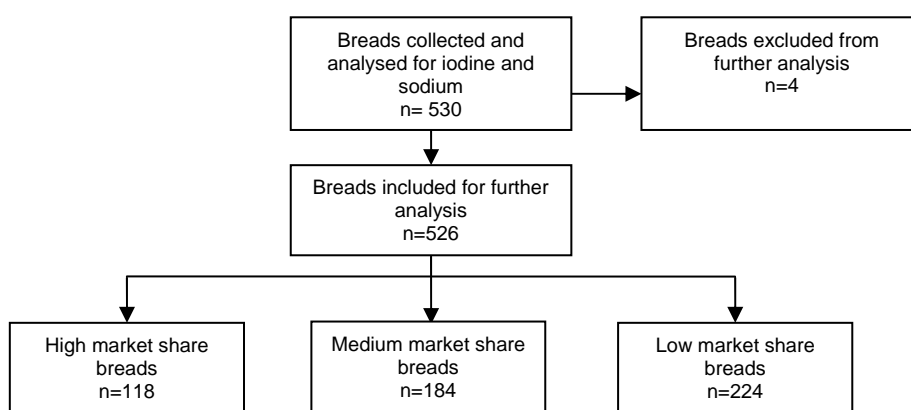 Breads collected and
analysed for iodine and
sodium
n= 530
Breads excluded from
further analysis
n=4
Breads included for further
analysis
n=526
High market share
breads
n=118
Medium market share
breads
n=184
Low market share
breads
n=224